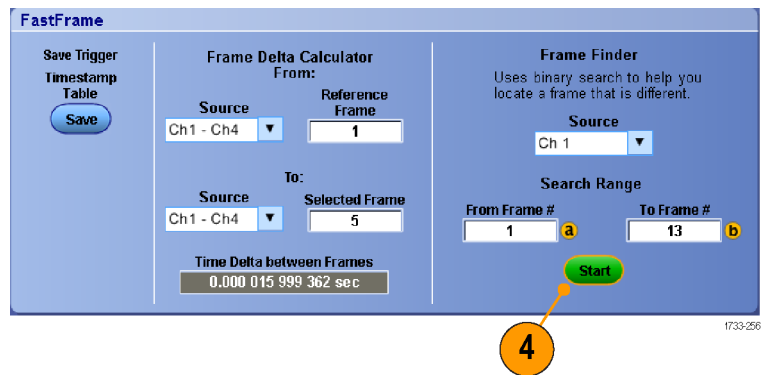 FastFrame
Save Trigger
Timestamp
Table
Save
Frame Delta Calculator
From:
Source
Reference
Frame
Ch1 - Ch4
1
To:
Source
Selected Frame
Ch1 - Ch4
5
Time Delta between Frames
0.000 015 999 362 sec
Frame Finder
Uses binary search to help you
locate a frame that is different.
Source
Ch 1
Search Range
From Frame #
To Frame #
1
a
13
b
Start
4
1733-256